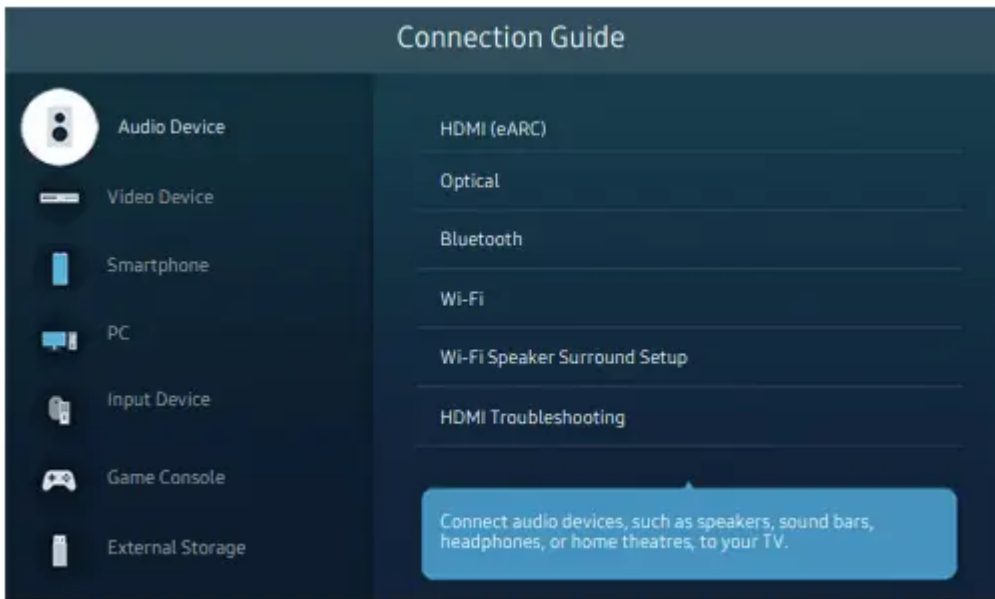 Connection Guide
Audio Device
Video Device
Smartphone
PC
Input Device
Game Console
External Storage
HDMI (eARC)
Optical
Bluetooth
Wi-Fi
Wi-Fi Speaker Surround Setup
HDMI Troubleshooting
Connect audio devices, such as speakers, sound bars,
headphones, or home theatres, to your TV.